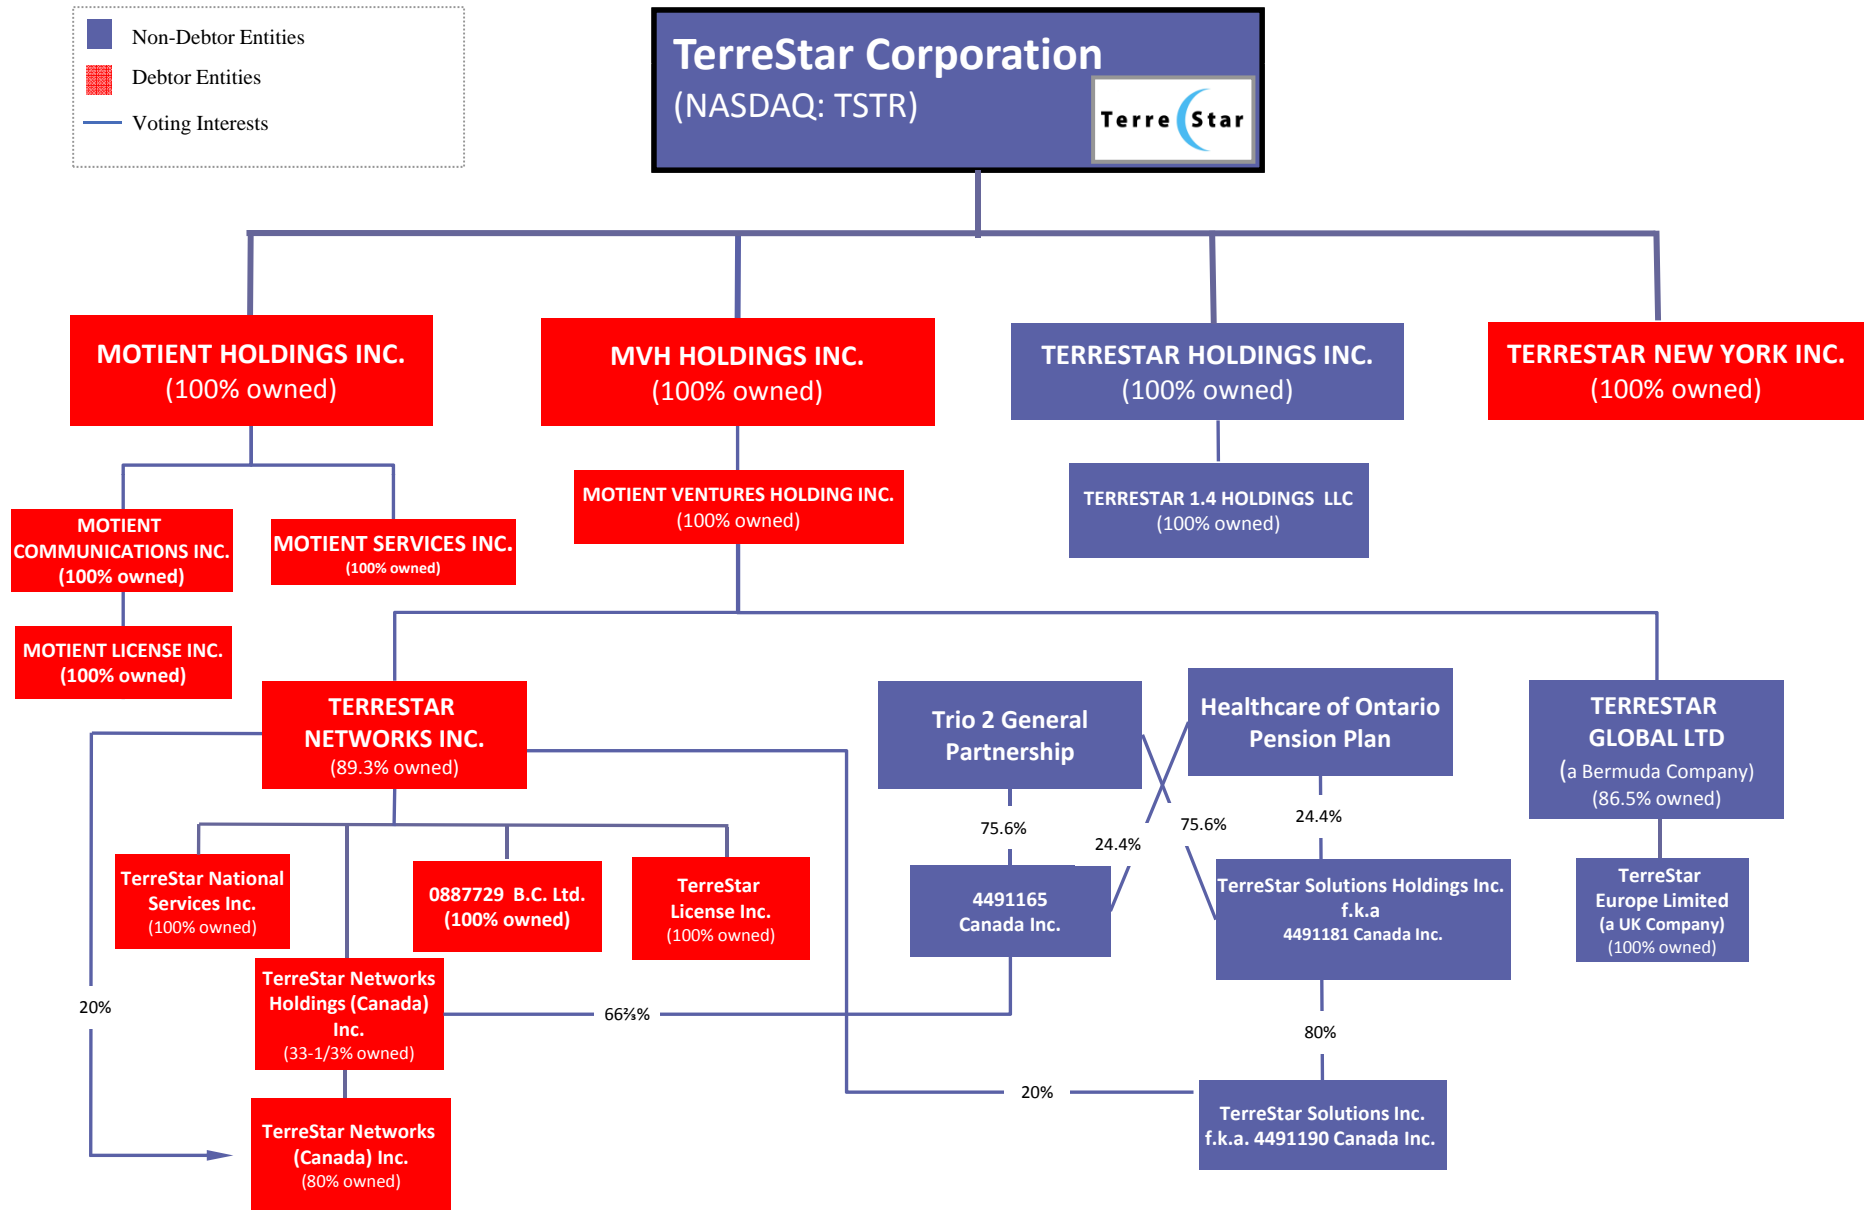 Non-Debtor Entities
Debtor Entities
Voting Interests
TerreStar Corporation
(NASDAQ: TSTR)
Terre Star
MOTIENT HOLDINGS INC.
(100% owned)
MVH HOLDINGS INC.
(100% owned)
TERRESTAR HOLDINGS INC.
(100% owned)
TERRESTAR NEW YORK INC.
(100% owned)
MOTIENT
COMMUNICATIONS INC.
(100% owned)
MOTIENT SERVICES INC.
(100% owned)
MOTIENT VENTURES HOLDING INC.
(100% owned)
TERRESTAR 1.4 HOLDINGS LLC
(100% owned)
MOTIENT LICENSE INC.
(100% owned)
TERRESTAR
NETWORKS INC.
(89.3% owned)
Trio 2 General
Partnership
Healthcare of Ontario
Pension Plan
TERRESTAR
GLOBAL LTD
(a Bermuda Company)
(86.5% owned)
75.6%
24.4%
75.6%
24.4%
TerreStar National
Services Inc.
(100% owned)
0887729 B.C. Ltd.
(100% owned)
TerreStar
License Inc.
(100% owned)
4491165
Canada Inc.
TerreStar Solutions Holdings Inc.
f.k.a
4491181 Canada Inc.
TerreStar
Europe Limited
(a UK Company)
(100% owned)
20%
TerreStar Networks
Holdings (Canada)
Inc.
(33-1/3% owned)
66⅔%
80%
20%
TerreStar Networks
(Canada) Inc.
(80% owned)
TerreStar Solutions Inc.
f.k.a. 4491190 Canada Inc.